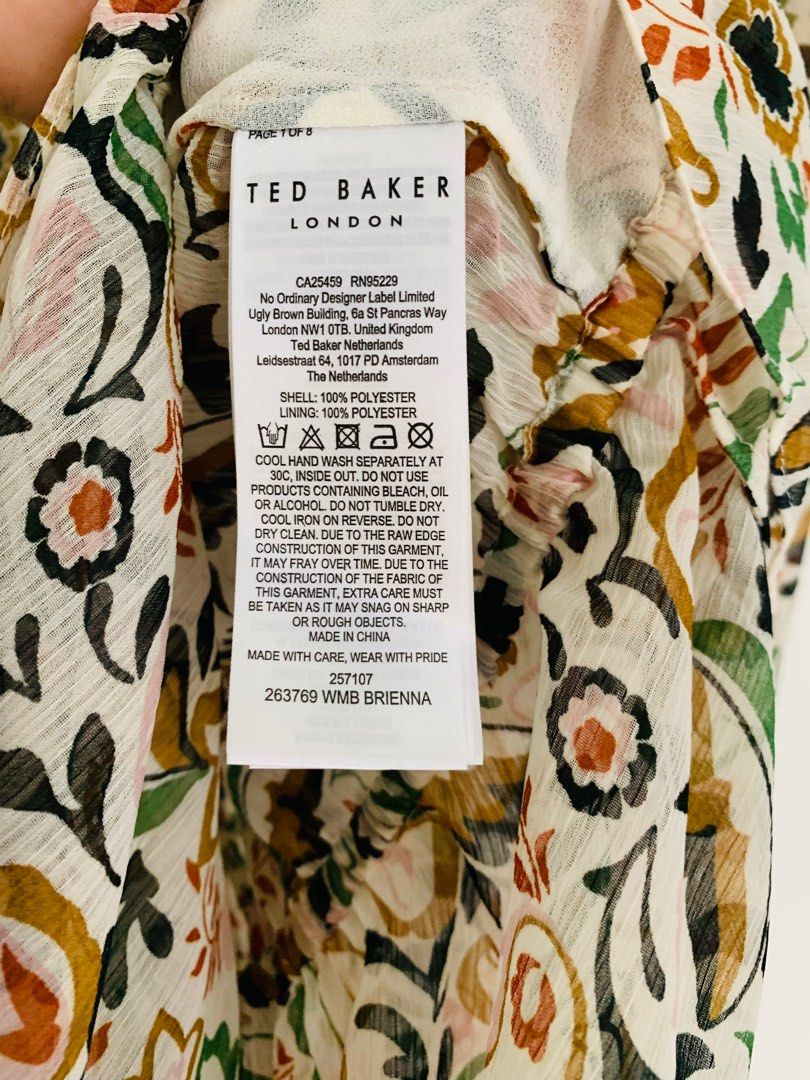 PAGE 1 OF 8
TED BAKER
LONDON
CA25459 RN95229
No Ordinary Designer Label Limited
Ugly Brown Building, 6a St Pancras Way
London NW1 0TB. United Kingdom
Ted Baker Netherlands
Leidsestraat 64, 1017 PD Amsterdam
The Netherlands
SHELL: 100% POLYESTER
LINING: 100% POLYESTER
COOL HAND WASH SEPARATELY AT
30C, INSIDE OUT. DO NOT USE
PRODUCTS CONTAINING BLEACH, OIL
OR ALCOHOL. DO NOT TUMBLE DRY.
COOL IRON ON REVERSE. DO NOT
DRY CLEAN. DUE TO THE RAW EDGE
CONSTRUCTION OF THIS GARMENT,
IT MAY FRAY OVER TIME. DUE TO THE
CONSTRUCTION OF THE FABRIC OF
THIS GARMENT, EXTRA CARE MUST
BE TAKEN AS IT MAY SNAG ON SHARP
OR ROUGH OBJECTS.
MADE IN CHINA
MADE WITH CARE, WEAR WITH PRIDE
257107
263769 WMB BRIENNA